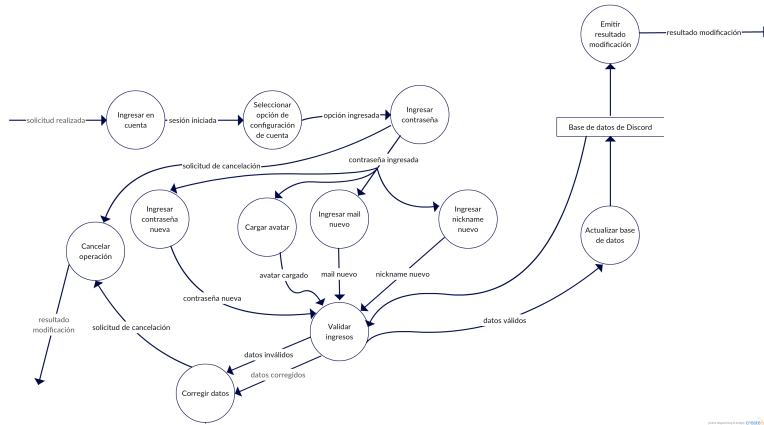 Emitir
resultado
modificación
resultado modificación
solicitud realizada
Ingresar en
cuenta
sesión iniciada
Seleccionar
opción de
configuración
de cuenta
opción ingresada
Ingresar
contraseña
Base de datos de Discord
contraseña ingresada
solicitud de cancelación
Ingresar
contraseña
nueva
Cargar avatar
Ingresar mail
nuevo
Ingresar
nickname
nuevo
Actualizar base
de datos
Cancelar
operación
avatar cargado
mail nuevo
nickname nuevo
contraseña nueva
resultado
modificación
solicitud de cancelación
Validar
ingresos
datos válidos
datos inválidos
datos corregidos
Corregir datos